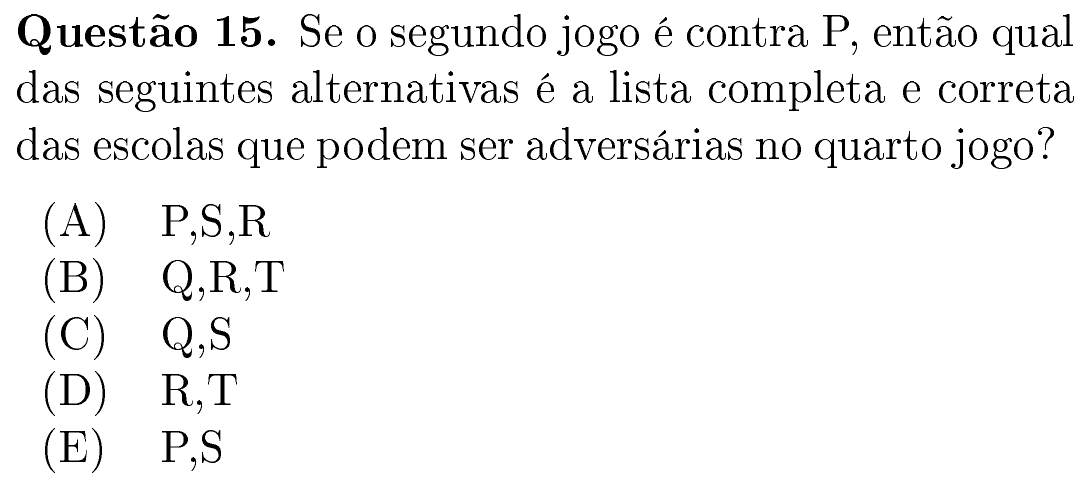 Questão 15. Se o segundo jogo é contra P, então qual
das seguintes alternativas é a lista completa e correta
das escolas que podem ser adversárias no quarto jogo?
(A) P,S,R
(B) Q,R,T
(C) Q,S
(D) R,T
(E) P,S